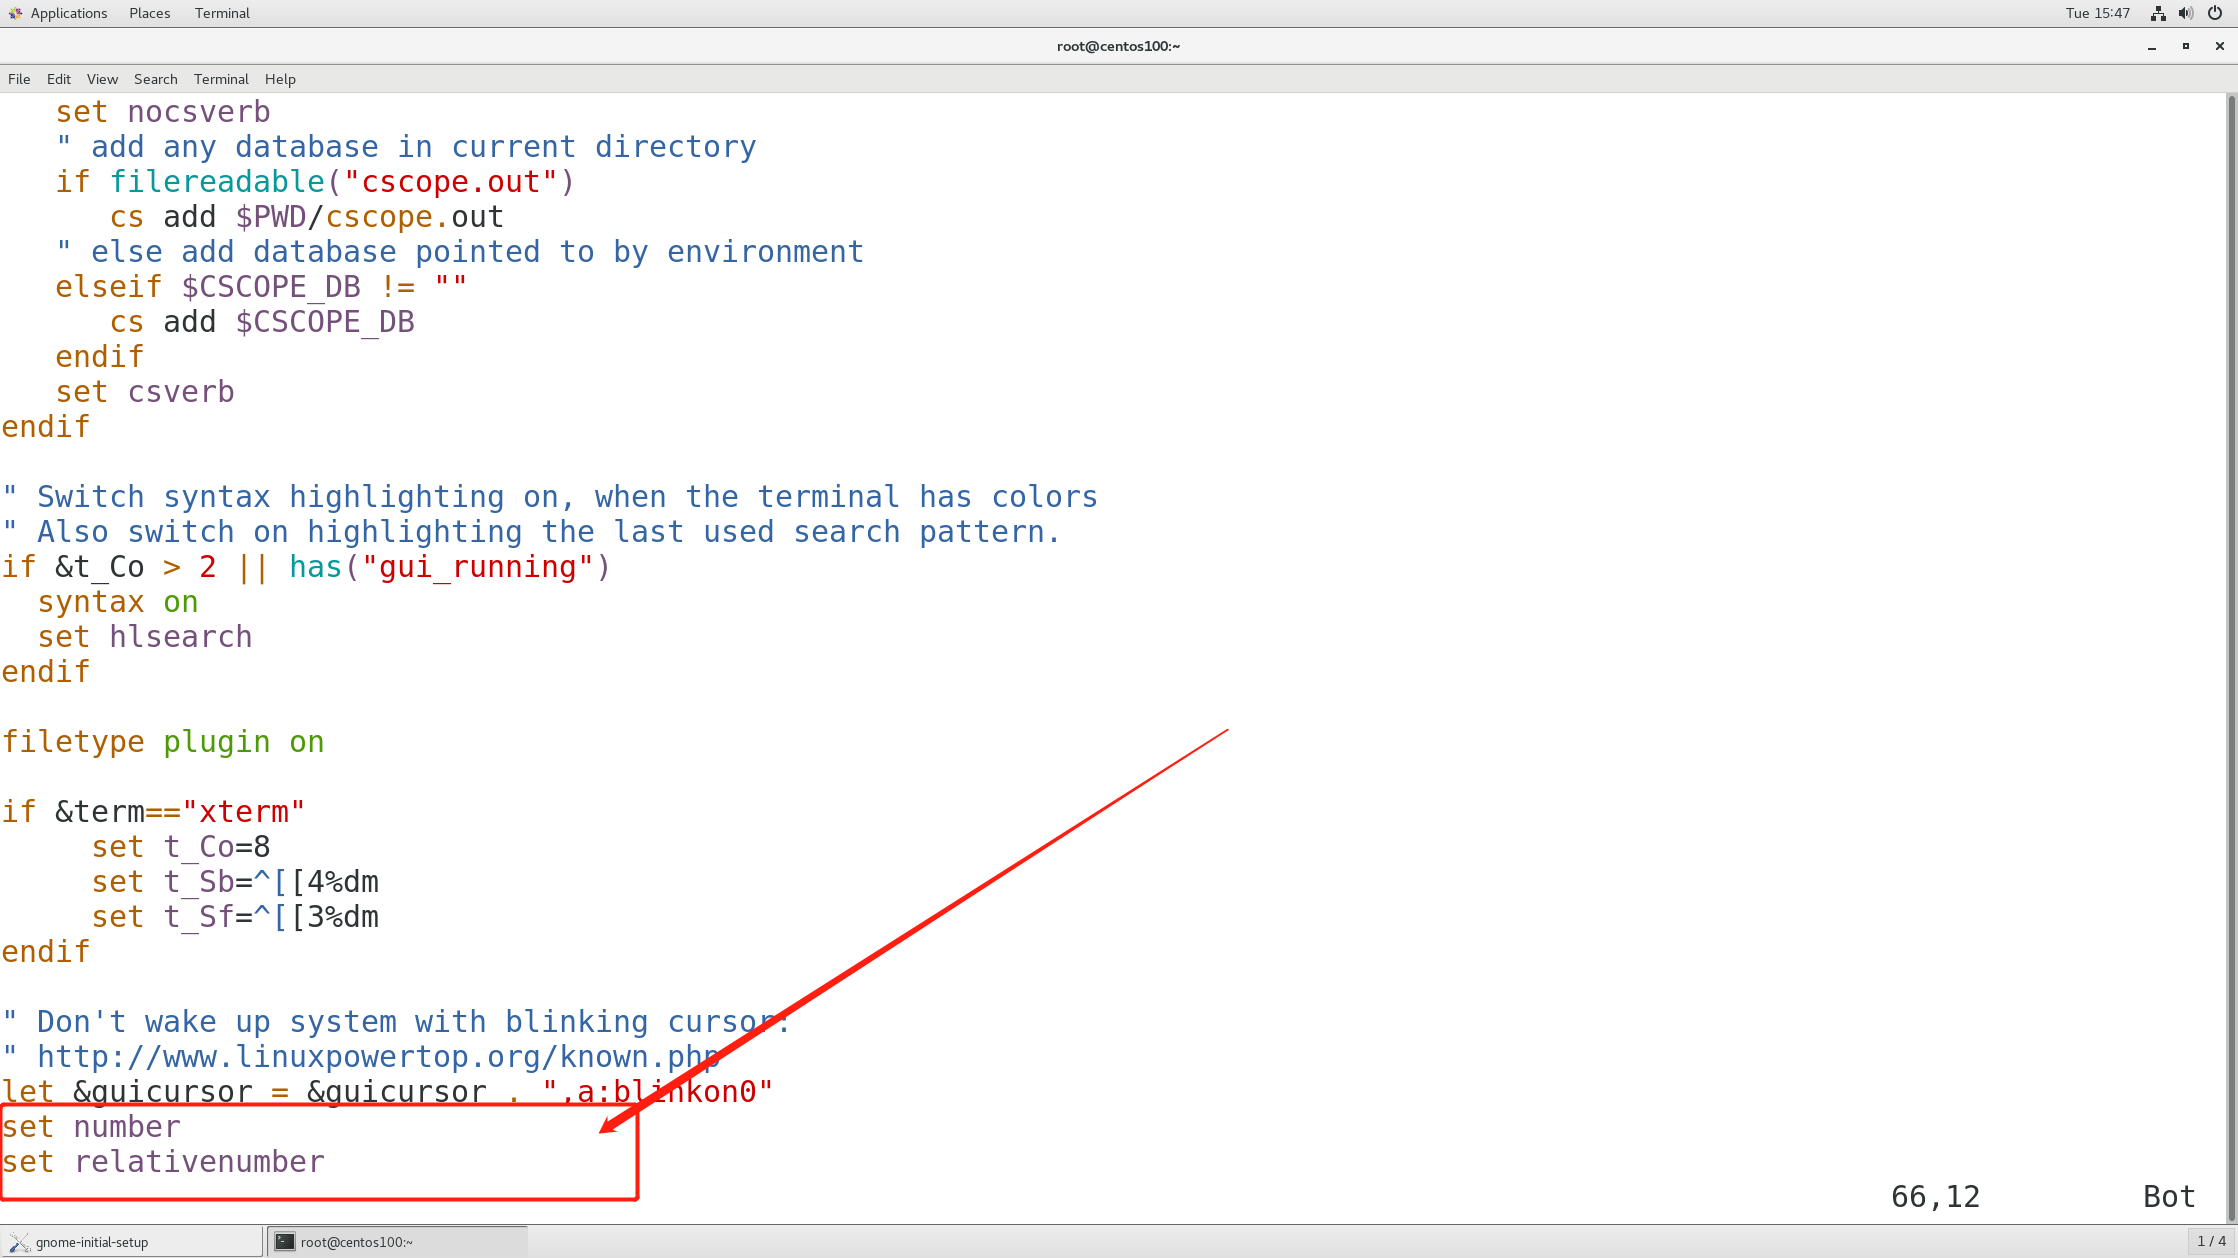 Applications Places Terminal Tue 15:47
root@centos100:~
File Edit View Search Terminal Help
set nocsverb
" add any database in current directory
if filereadable("cscope.out")
cs add $PWD/cscope.out
" else add database pointed to by environment
elseif $CSCOPE_DB != ""
cs add $CSCOPE_DB
endif
set csverb
endif
" Switch syntax highlighting on, when the terminal has colors
" Also switch on highlighting the last used search pattern.
if &t_Co > 2 || has("gui_running")
syntax on
set hlsearch
endif
filetype plugin on
if &term=="xterm"
set t_Co=8
set t_Sb=^[[4%dm
set t_Sf=^[[3%dm
endif
" Don't wake up system with blinking cursor:
" http://www.linuxpowertop.org/known.php
let &guicursor = &guicursor . ",a:blinkon0"
set number
set relativenumber
66,12 Bot
gnome-initial-setup root@centos100:~ 1 / 4